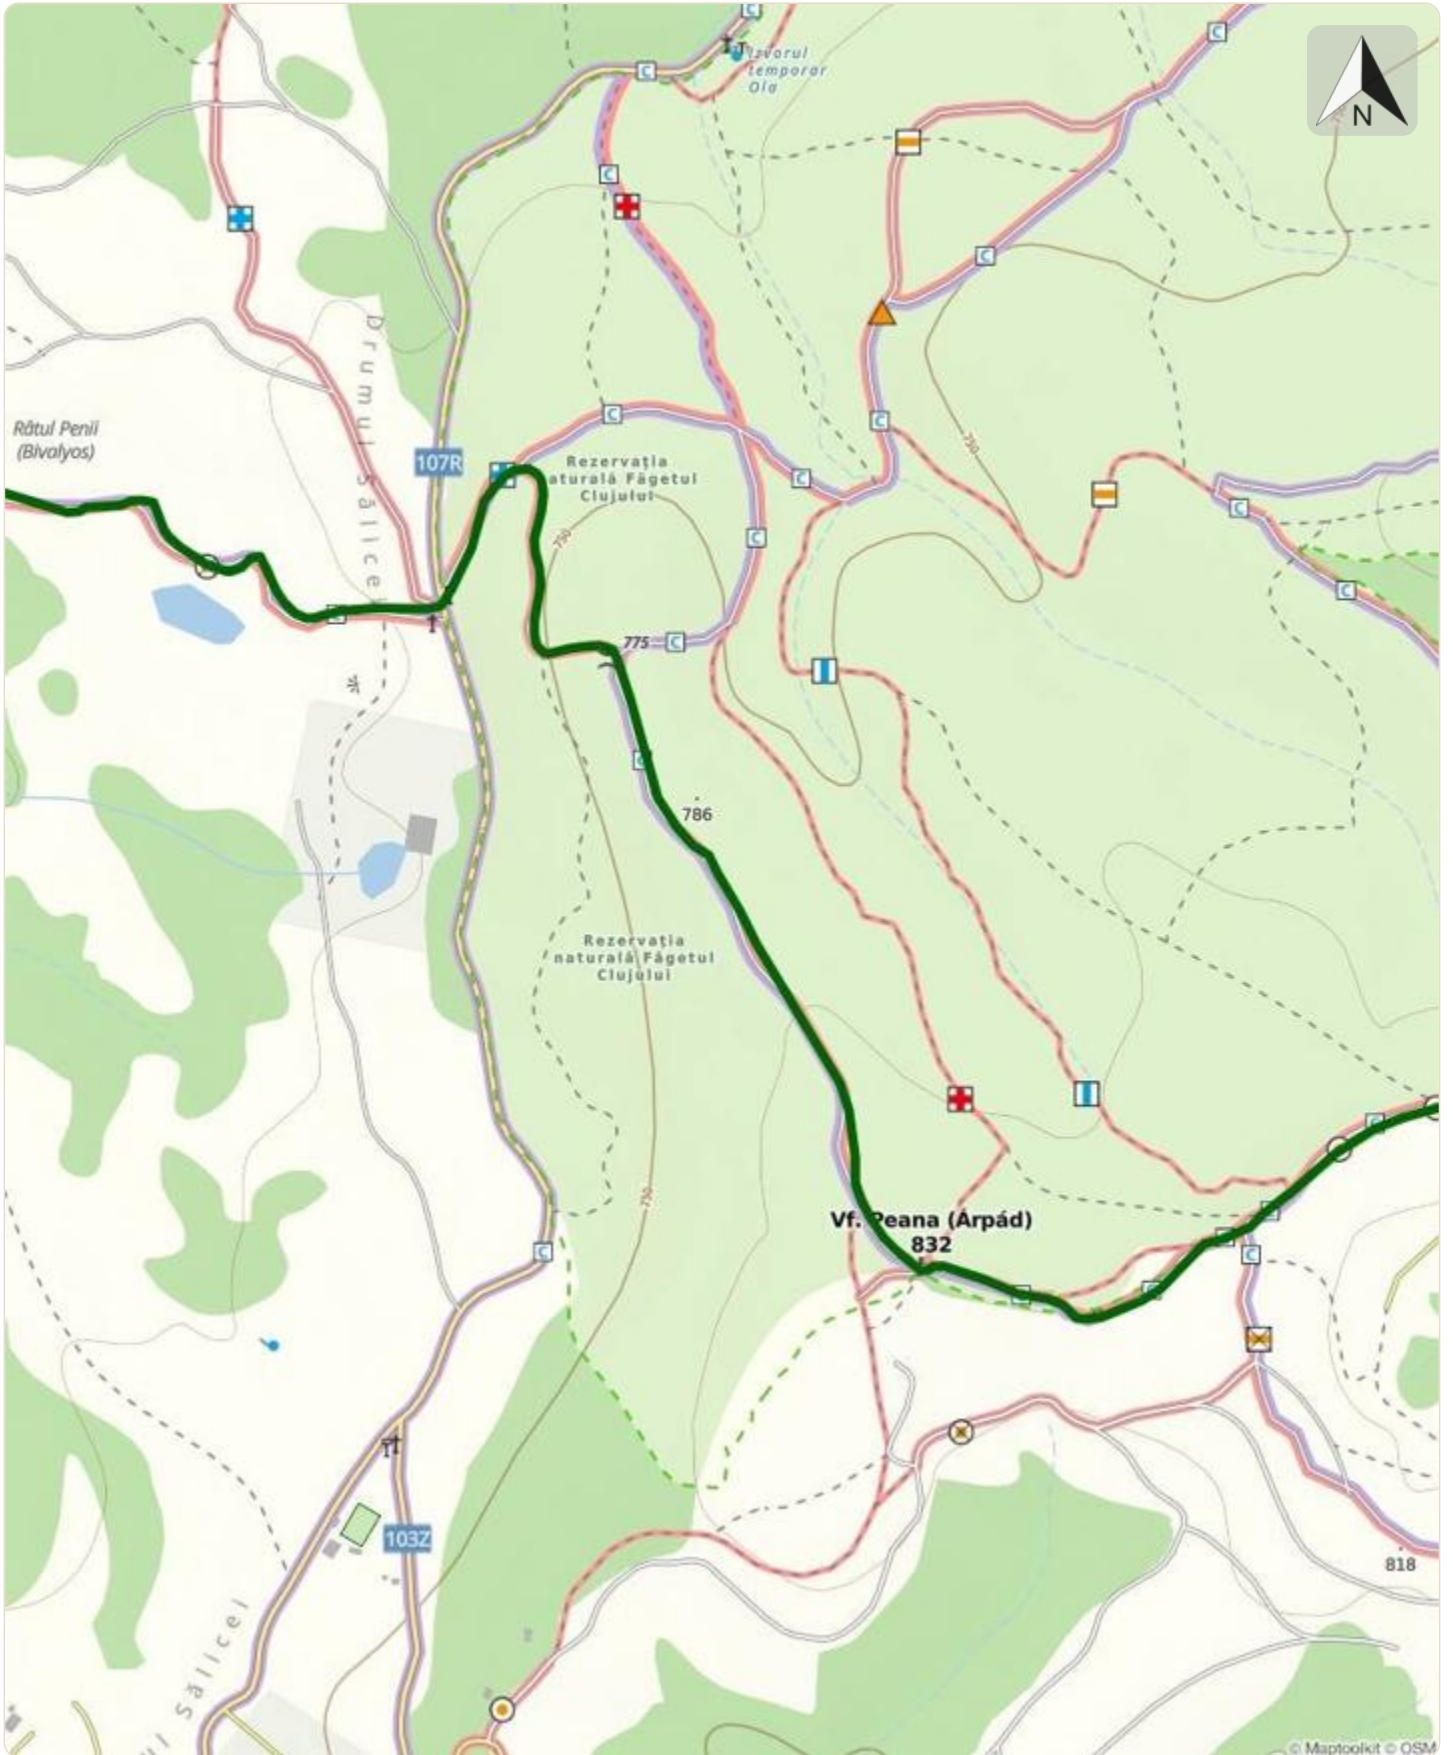 Izvorul
temporar
Ola
N
Râtul Penii
(Bivalyos)
Drumul Sălicei
107R
Rezervația
aturală Făgetul
Clujului
750
750
775
786
Rezervația
naturală Făgetul
Clujului
750
Vf. Peana (Árpád)
832
103Z
818
Sălicei
© Maptoolkit © OSM